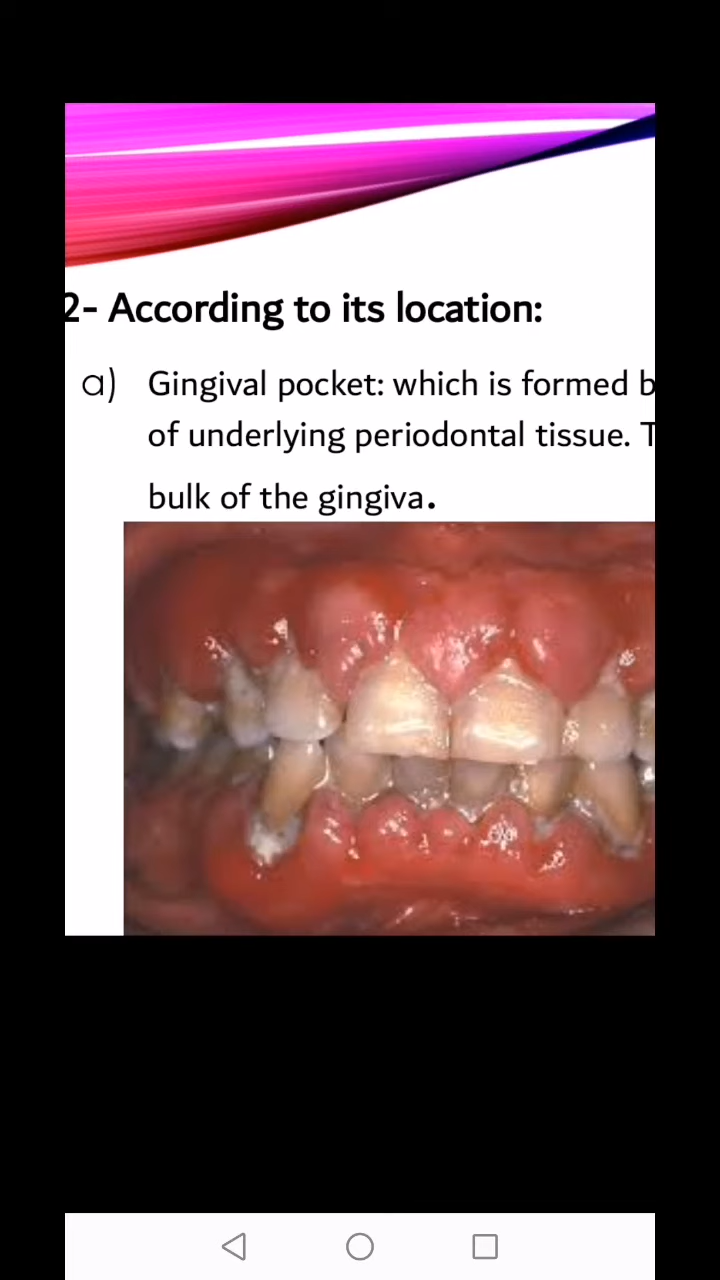 2- According to its location:
a) Gingival pocket: which is formed
of underlying periodontal tissue.
bulk of the gingiva.